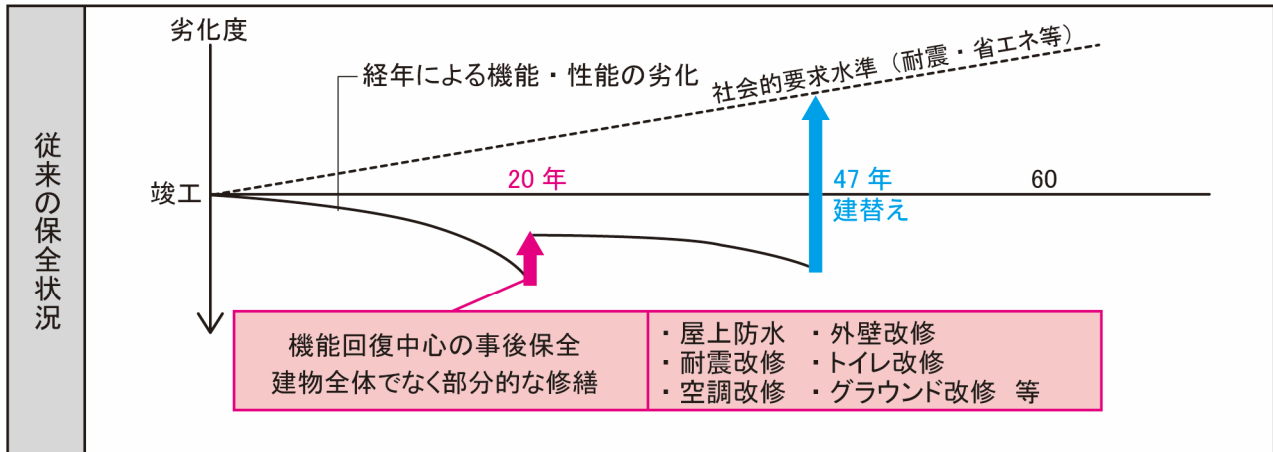 従来の保全状況
劣化度
経年による機能・性能の劣化
社会的要求水準（耐震・省エネ等）
竣工
20 年
47 年
建替え
60
機能回復中心の事後保全
建物全体でなく部分的な修繕
・屋上防水 ・外壁改修
・耐震改修 ・トイレ改修
・空調改修 ・グラウンド改修 等